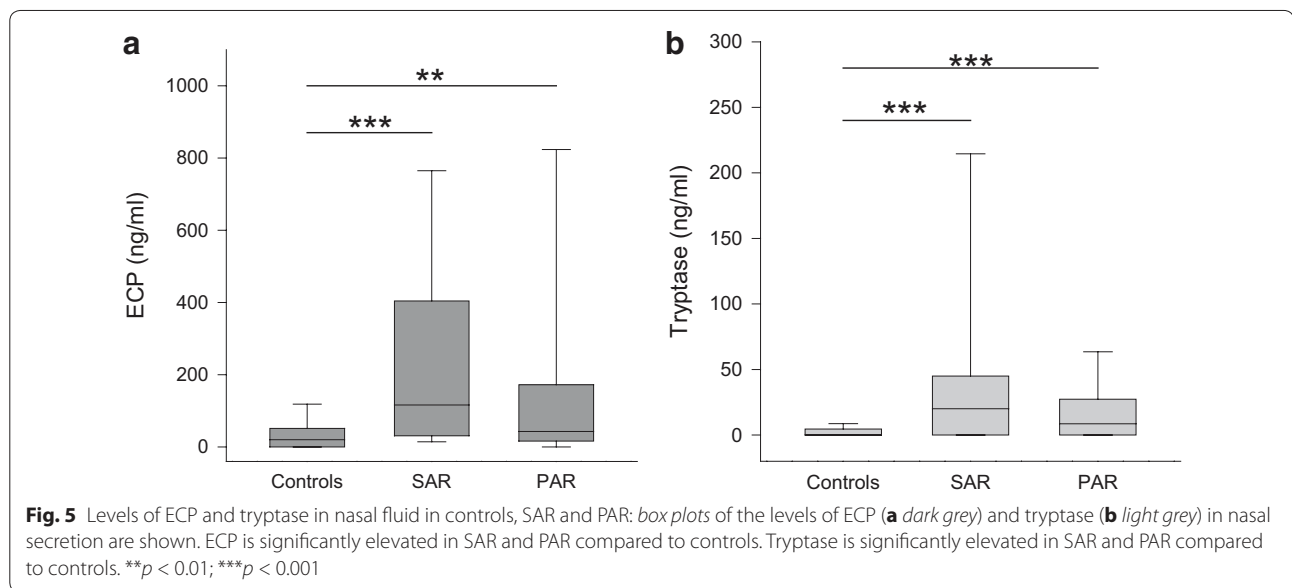 a
b
1000
800
600
400
200
0
ECP (ng/ml)
**
***
Controls SAR PAR
300
250
200
150
100
50
0
Tryptase (ng/ml)
***
***
Controls SAR PAR
Fig. 5 Levels of ECP and tryptase in nasal fluid in controls, SAR and PAR: box plots of the levels of ECP (a dark grey) and tryptase (b light grey) in nasal
secretion are shown. ECP is significantly elevated in SAR and PAR compared to controls. Tryptase is significantly elevated in SAR and PAR compared
to controls. **p < 0.01; ***p < 0.001